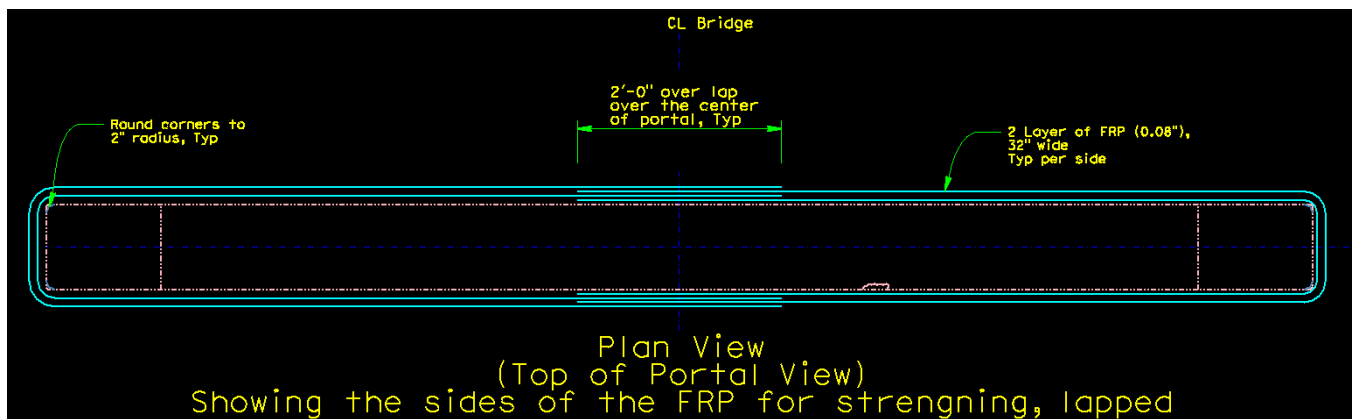 CL Bridge
2'-0" over lap
over the center
of portal, Typ
Round corners to
2" radius, Typ
2 Layer of FRP (0.08"),
32" wide
Typ per side
Plan View
(Top of Portal View)
Showing the sides of the FRP for strengning, lapped